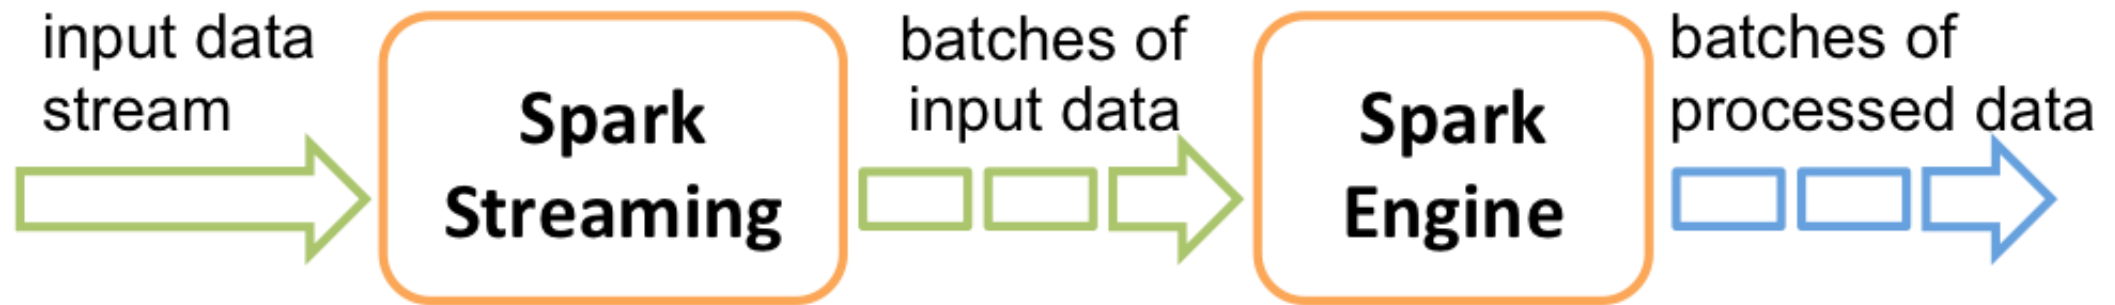 input data
stream
Spark
Streaming
batches of
input data
Spark
Engine
batches of
processed data